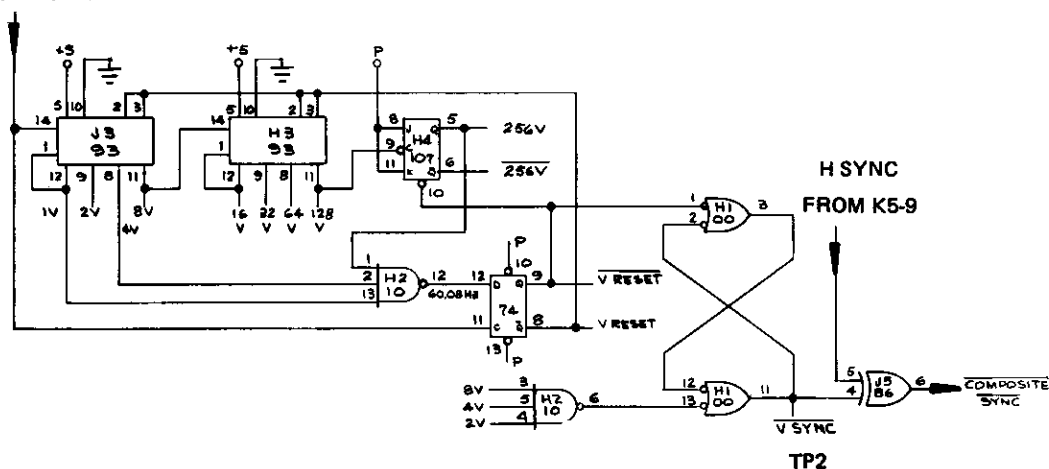 +5 +5 P
5 10 2 3 5 10 2 3
14 J3 93 14 H3 93 8 J Q 5 256V
H4 107
1 1 9 C
11 K Q 6 256V
12 9 8 11 12 9 8 11 10
1V 2V 4V 8V 16 V 32 V 64 V 128 V
H SYNC
FROM K5-9
1 H1 00 3
2
P
1 10
2 H2 10 12 12 D Q 9 V RESET
13 60.08HZ 74
11 C Q 8 V RESET
13
P
5
12 H1 00 11 4 J5 86 6 COMPOSITE SYNC
13
8V 3
4V 5 H2 10 6
2V 4
V SYNC
TP2